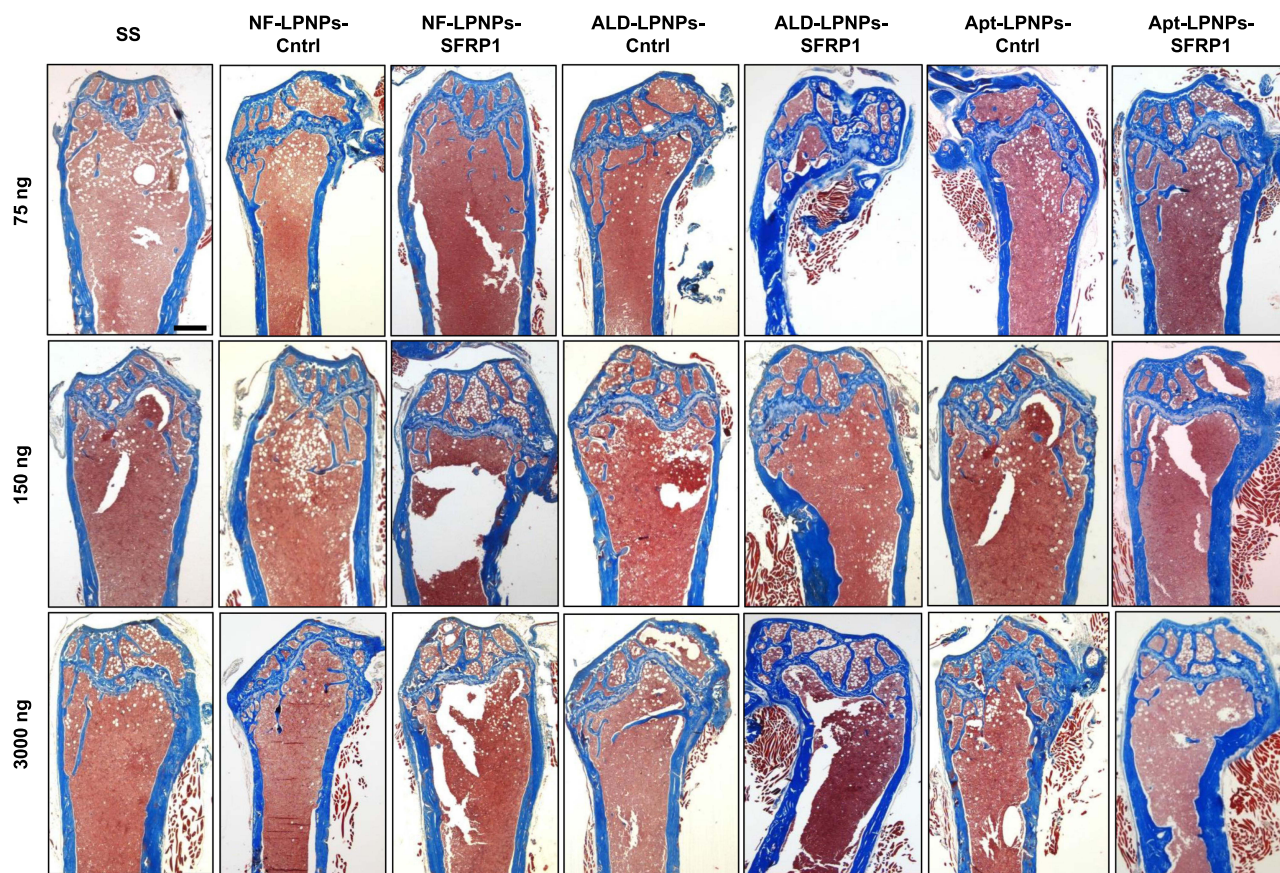 SS
NF-LPNPs-
Cntrl
NF-LPNPs-
SFRP1
ALD-LPNPs-
Cntrl
ALD-LPNPs-
SFRP1
Apt-LPNPs-
Cntrl
Apt-LPNPs-
SFRP1
75 ng
150 ng
3000 ng